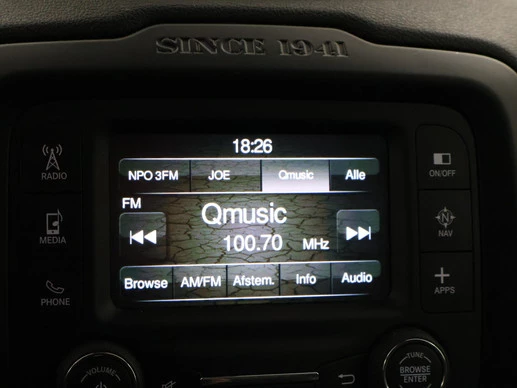 SINCE 1941
18:26
NPO 3FM JOE Qmusic Alle
FM
Qmusic
100.70 MHz
Browse AM/FM Afstem. Info Audio
RADIO
MEDIA
PHONE
ON/OFF
NAV
APPS
VOLUME
TUNE
BROWSE
ENTER